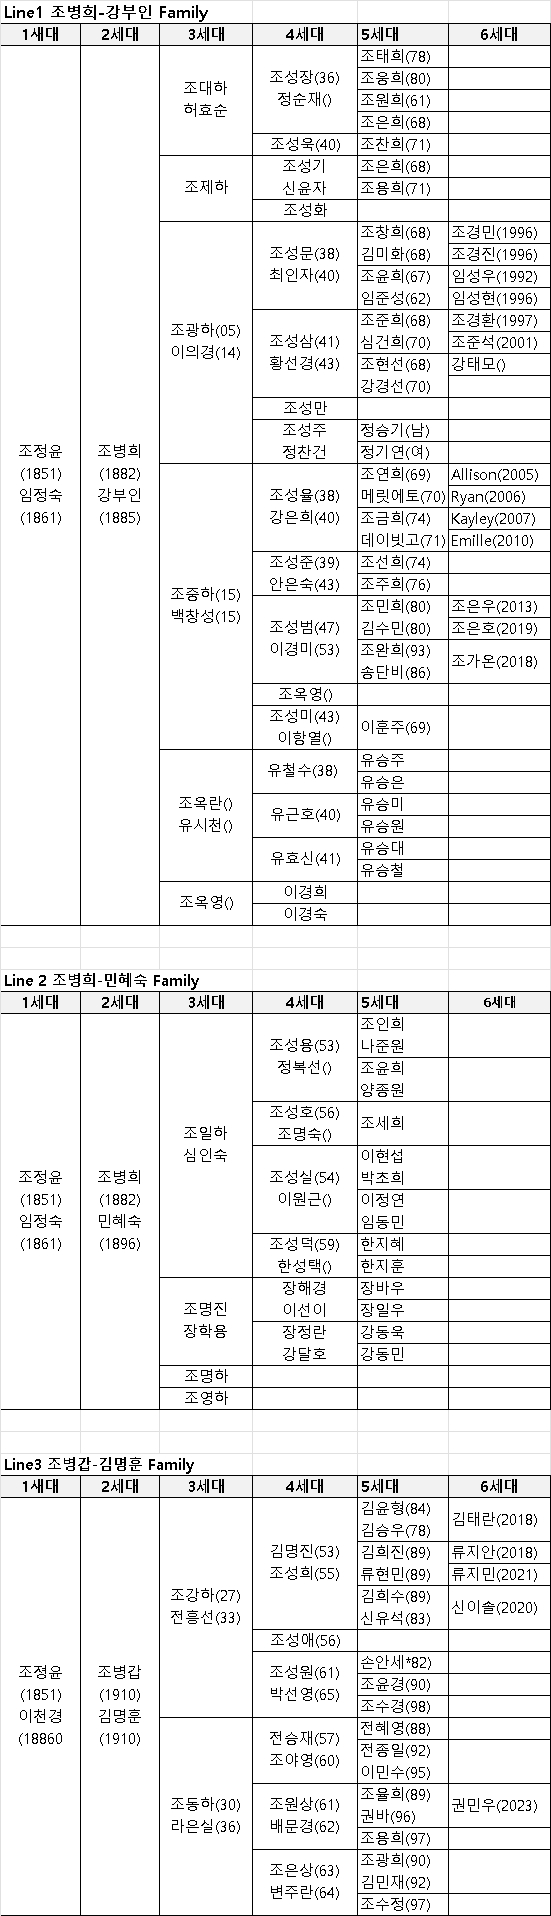 Line1 조병희-강부인 Family
1세대 2세대 3세대 4세대 5세대 6세대
조정윤
(1851)
임정숙
(1861)
조병희
(1882)
강부인
(1885)
조대하
허효순
조성장(36)
정순재()
조태희(78)
조웅희(80)
조원희(61)
조은희(68)
조성욱(40) 조찬희(71)
조제하
조성기
신윤자
조은희(68)
조용희(71)
조성화
조광하(05)
이의경(14)
조성문(38)
최인자(40)
조창희(68) 조경민(1996)
김미화(68) 조경진(1996)
조윤희(67) 임성우(1992)
임준성(62) 임성현(1996)
조성삼(41)
황선경(43)
조준희(68) 조경환(1997)
심건희(70) 조준석(2001)
조현선(68) 강태모()
강경선(70)
조성만
조성주
정찬건
정승기(남)
정기연(여)
조중하(15)
백창성(15)
조성율(38)
강은희(40)
조연희(69) Allison(2005)
메릿에토(70) Ryan(2006)
조금희(74) Kayley(2007)
데이빗고(71) Emille(2010)
조성준(39)
안은숙(43)
조선희(74)
조주희(76)
조성범(47)
이경미(53)
조민희(80) 조은우(2013)
김수민(80) 조은호(2019)
조완희(93)
송단비(86)
조가온(2018)
조옥영()
조성미(43)
이항열()
이훈주(69)
조옥란()
유시천()
유철수(38)
유승주
유승은
유근호(40)
유승미
유승원
유효신(41)
유승대
유승철
조옥영()
이경희
이경숙
Line 2 조병희-민혜숙 Family
1세대 2세대 3세대 4세대 5세대 6세대
조정윤
(1851)
임정숙
(1861)
조병희
(1882)
민혜숙
(1896)
조일하
심인숙
조성용(53)
정복선()
조인희
나준원
조윤희
양종원
조성호(56)
조명숙()
조세희
조성실(54)
이원근()
이현섭
박초희
이정연
임동민
조성덕(59)
한성택()
한지혜
한지훈
조명진
장학용
장해경
이선이
장바우
장일우
장정란
강달호
강동욱
강동민
조명하
조영하
Line3 조병갑-김명훈 Family
1새대 2세대 3세대 4세대 5세대 6세대
조정윤
(1851)
이천경
(18860
조병갑
(1910)
김명훈
(1910)
조강하(27)
전흥선(33)
김명진(53)
조성희(55)
김윤형(84)
김승우(78)
김태란(2018)
김희진(89) 류지안(2018)
류현민(89) 류지민(2021)
김희수(89)
신유석(83)
신이솔(2020)
조성애(56)
조성원(61)
박선영(65)
손안세*82)
조윤경(90)
조수경(98)
조동하(30)
라은실(36)
전승재(57)
조야영(60)
전혜영(88)
전종일(92)
이민수(95)
조원상(61)
배문경(62)
조율희(89)
권바(96)
권민우(2023)
조용희(97)
조은상(63)
변주란(64)
조광희(90)
김민재(92)
조수정(97)